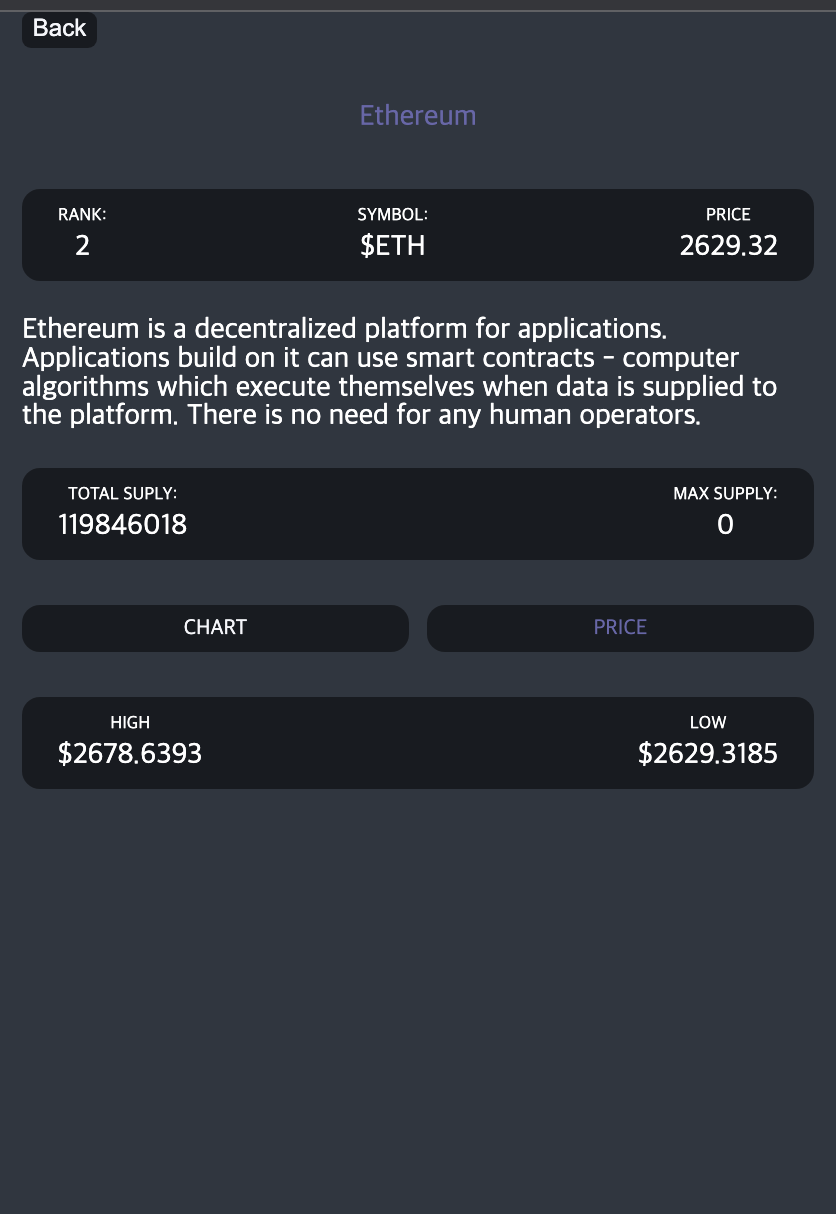 Back
Ethereum
RANK: SYMBOL: PRICE
2 $ETH 2629.32
Ethereum is a decentralized platform for applications.
Applications build on it can use smart contracts - computer
algorithms which execute themselves when data is supplied to
the platform. There is no need for any human operators.
TOTAL SUPLY: MAX SUPPLY:
119846018 0
CHART PRICE
HIGH LOW
$2678.6393 $2629.3185